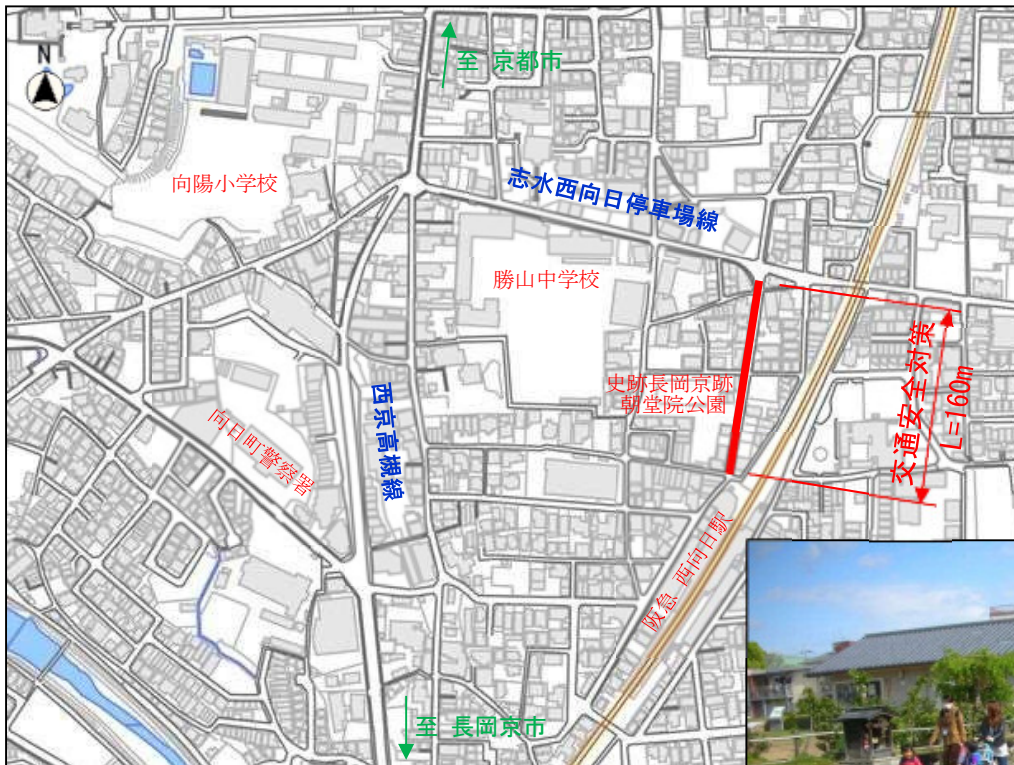 至 京都市
N
向陽小学校
志水西向日停車場線
勝山中学校
交通安全対策
L=160m
史跡長岡京跡
朝堂院公園
西京高槻線
向日町警察署
阪急 西向日駅
至 長岡京市